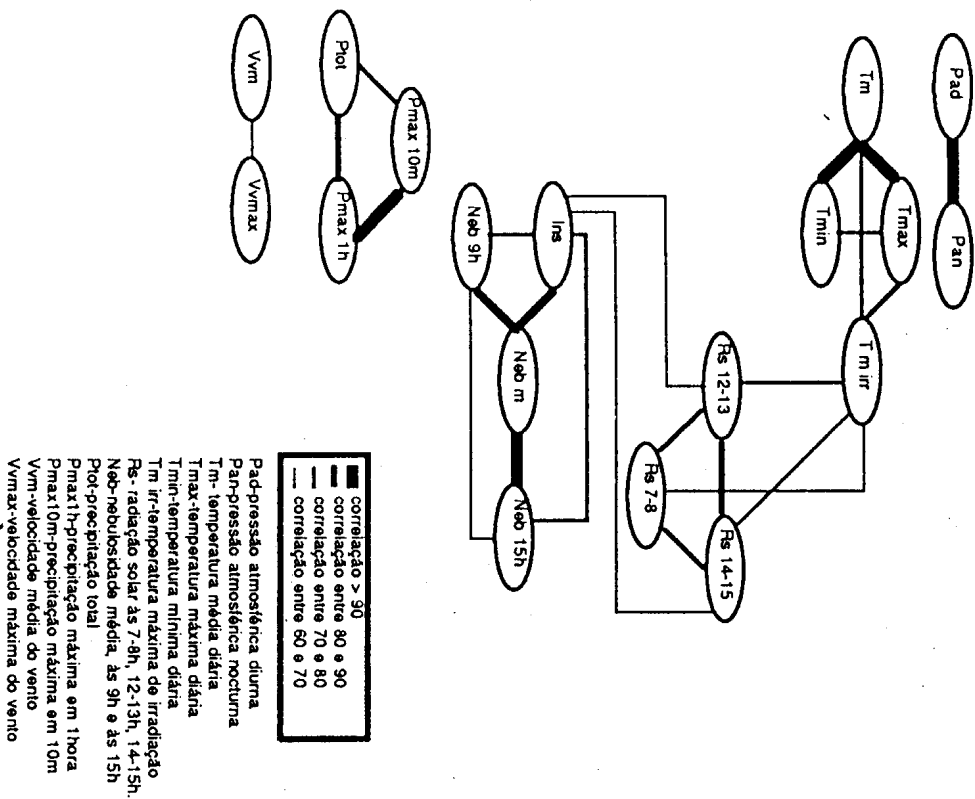 Pad
Pan
Tm
Tmax
Tmin
Tm irr
Rs 12-13
Rs 7-8
Rs 14-15
Ins
Neb 9h
Neb m
Neb 15h
Ptot
Pmax 10m
Pmax 1h
Vvm
Vvmax
correlação > 90
correlação entre 80 e 90
correlação entre 70 e 80
correlação entre 60 e 70
Pad-pressão atmosférica diurna
Pan-pressão atmosférica nocturna
Tm- temperatura média diária
Tmax-temperatura máxima diária
Tmin-temperatura mínima diária
Tm irr-temperatura máxima de irradiação
Rs- radiação solar às 7-8h, 12-13h, 14-15h.
Neb-nebulosidade média, às 9h e às 15h
Ptot-precipitação total
Pmax1h-precipitação máxima em 1hora
Pmax10m-precipitação máxima em 10m
Vvm-velocidade média do vento
Vvmax-velocidade máxima do vento